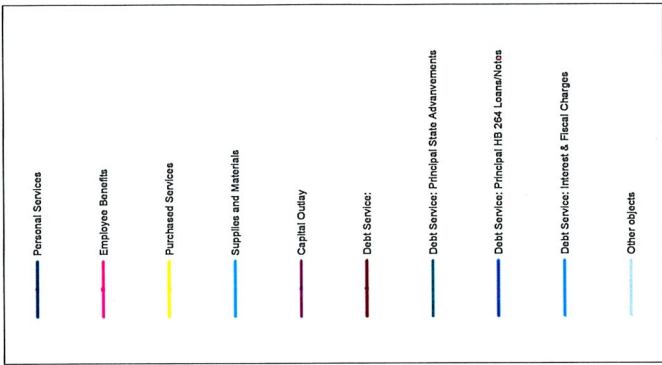 Personal Services
Employee Benefits
Purchased Services
Supplies and Materials
Capital Outlay
Debt Service:
Debt Service: Principal State Advanvements
Debt Service: Principal HB 264 Loans/Notes
Debt Service: Interest & Fiscal Charges
Other objects